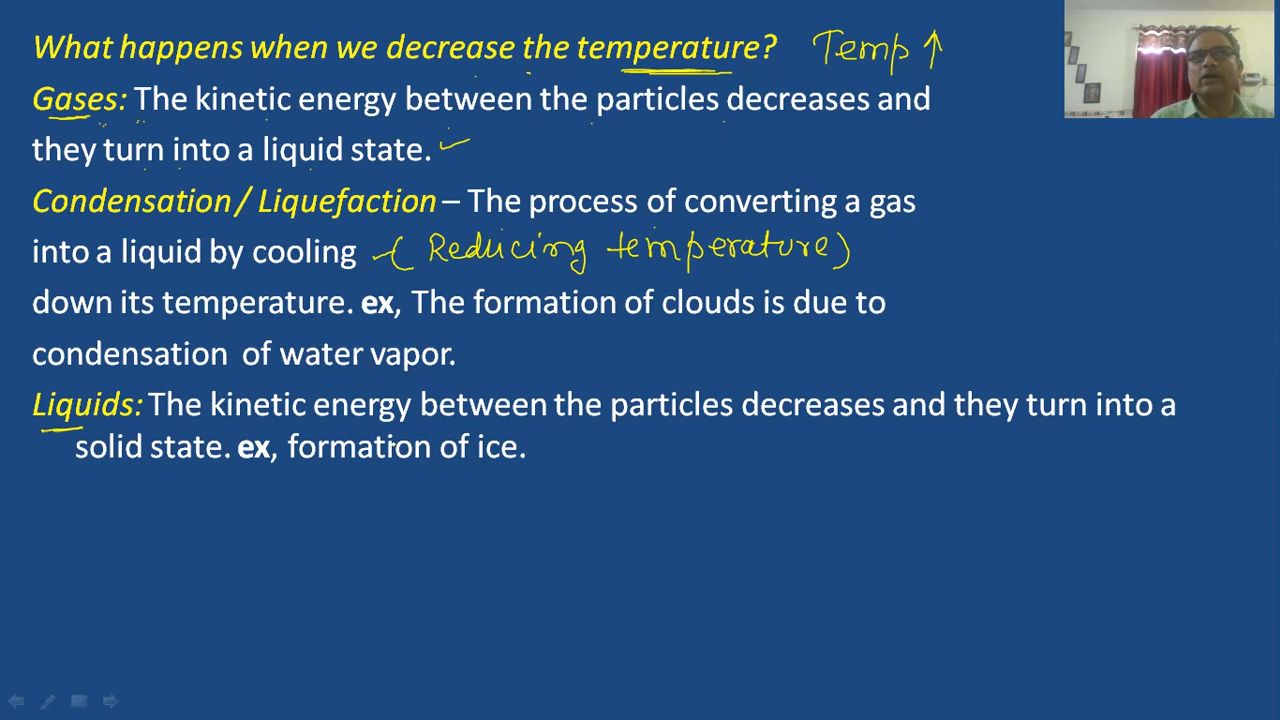 What happens when we decrease the temperature? Temp ↑
Gases: The kinetic energy between the particles decreases and
they turn into a liquid state.
Condensation / Liquefaction – The process of converting a gas
into a liquid by cooling (Reducing temperature)
down its temperature. ex, The formation of clouds is due to
condensation of water vapor.
Liquids: The kinetic energy between the particles decreases and they turn into a
solid state. ex, formation of ice.